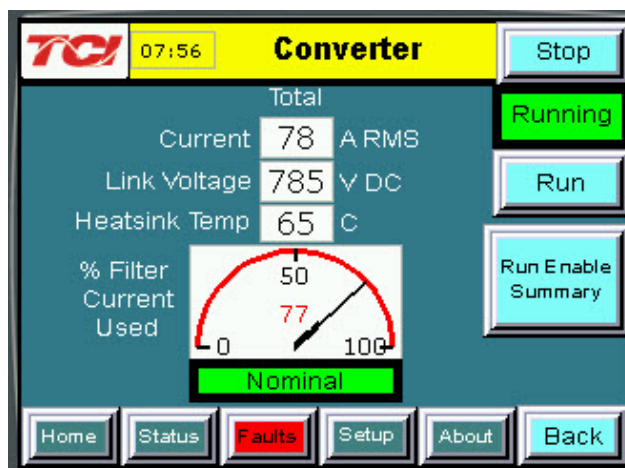 TCI 07:56 Converter Stop
Total
Running
Current 78 A RMS
Link Voltage 785 V DC
Run
Heatsink Temp 65 C
% Filter
Current
Used
50
77
0 100
Run Enable
Summary
Nominal
Home Status Faults Setup About Back